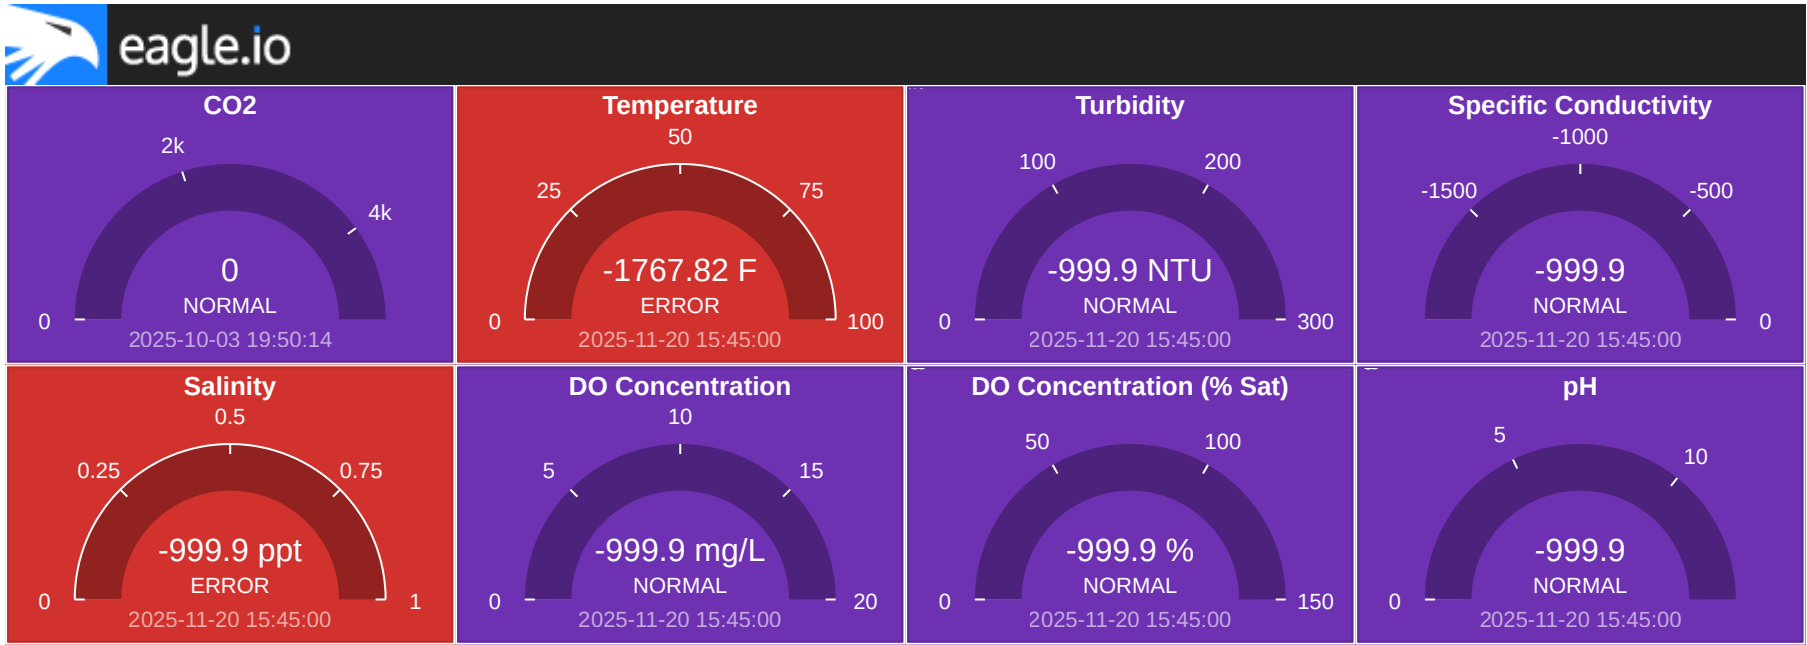 eagle.io
CO2
2k
4k
0
0
NORMAL
2025-10-03 19:50:14
Temperature
50
25
75
0
100
-1767.82 F
ERROR
2025-11-20 15:45:00
Turbidity
100
200
0
300
-999.9 NTU
NORMAL
2025-11-20 15:45:00
Specific Conductivity
-1000
-1500
-500
0
-999.9
NORMAL
2025-11-20 15:45:00
Salinity
0.5
0.25
0.75
0
1
-999.9 ppt
ERROR
2025-11-20 15:45:00
DO Concentration
10
5
15
0
20
-999.9 mg/L
NORMAL
2025-11-20 15:45:00
DO Concentration (% Sat)
50
100
0
150
-999.9 %
NORMAL
2025-11-20 15:45:00
pH
5
10
0
-999.9
NORMAL
2025-11-20 15:45:00